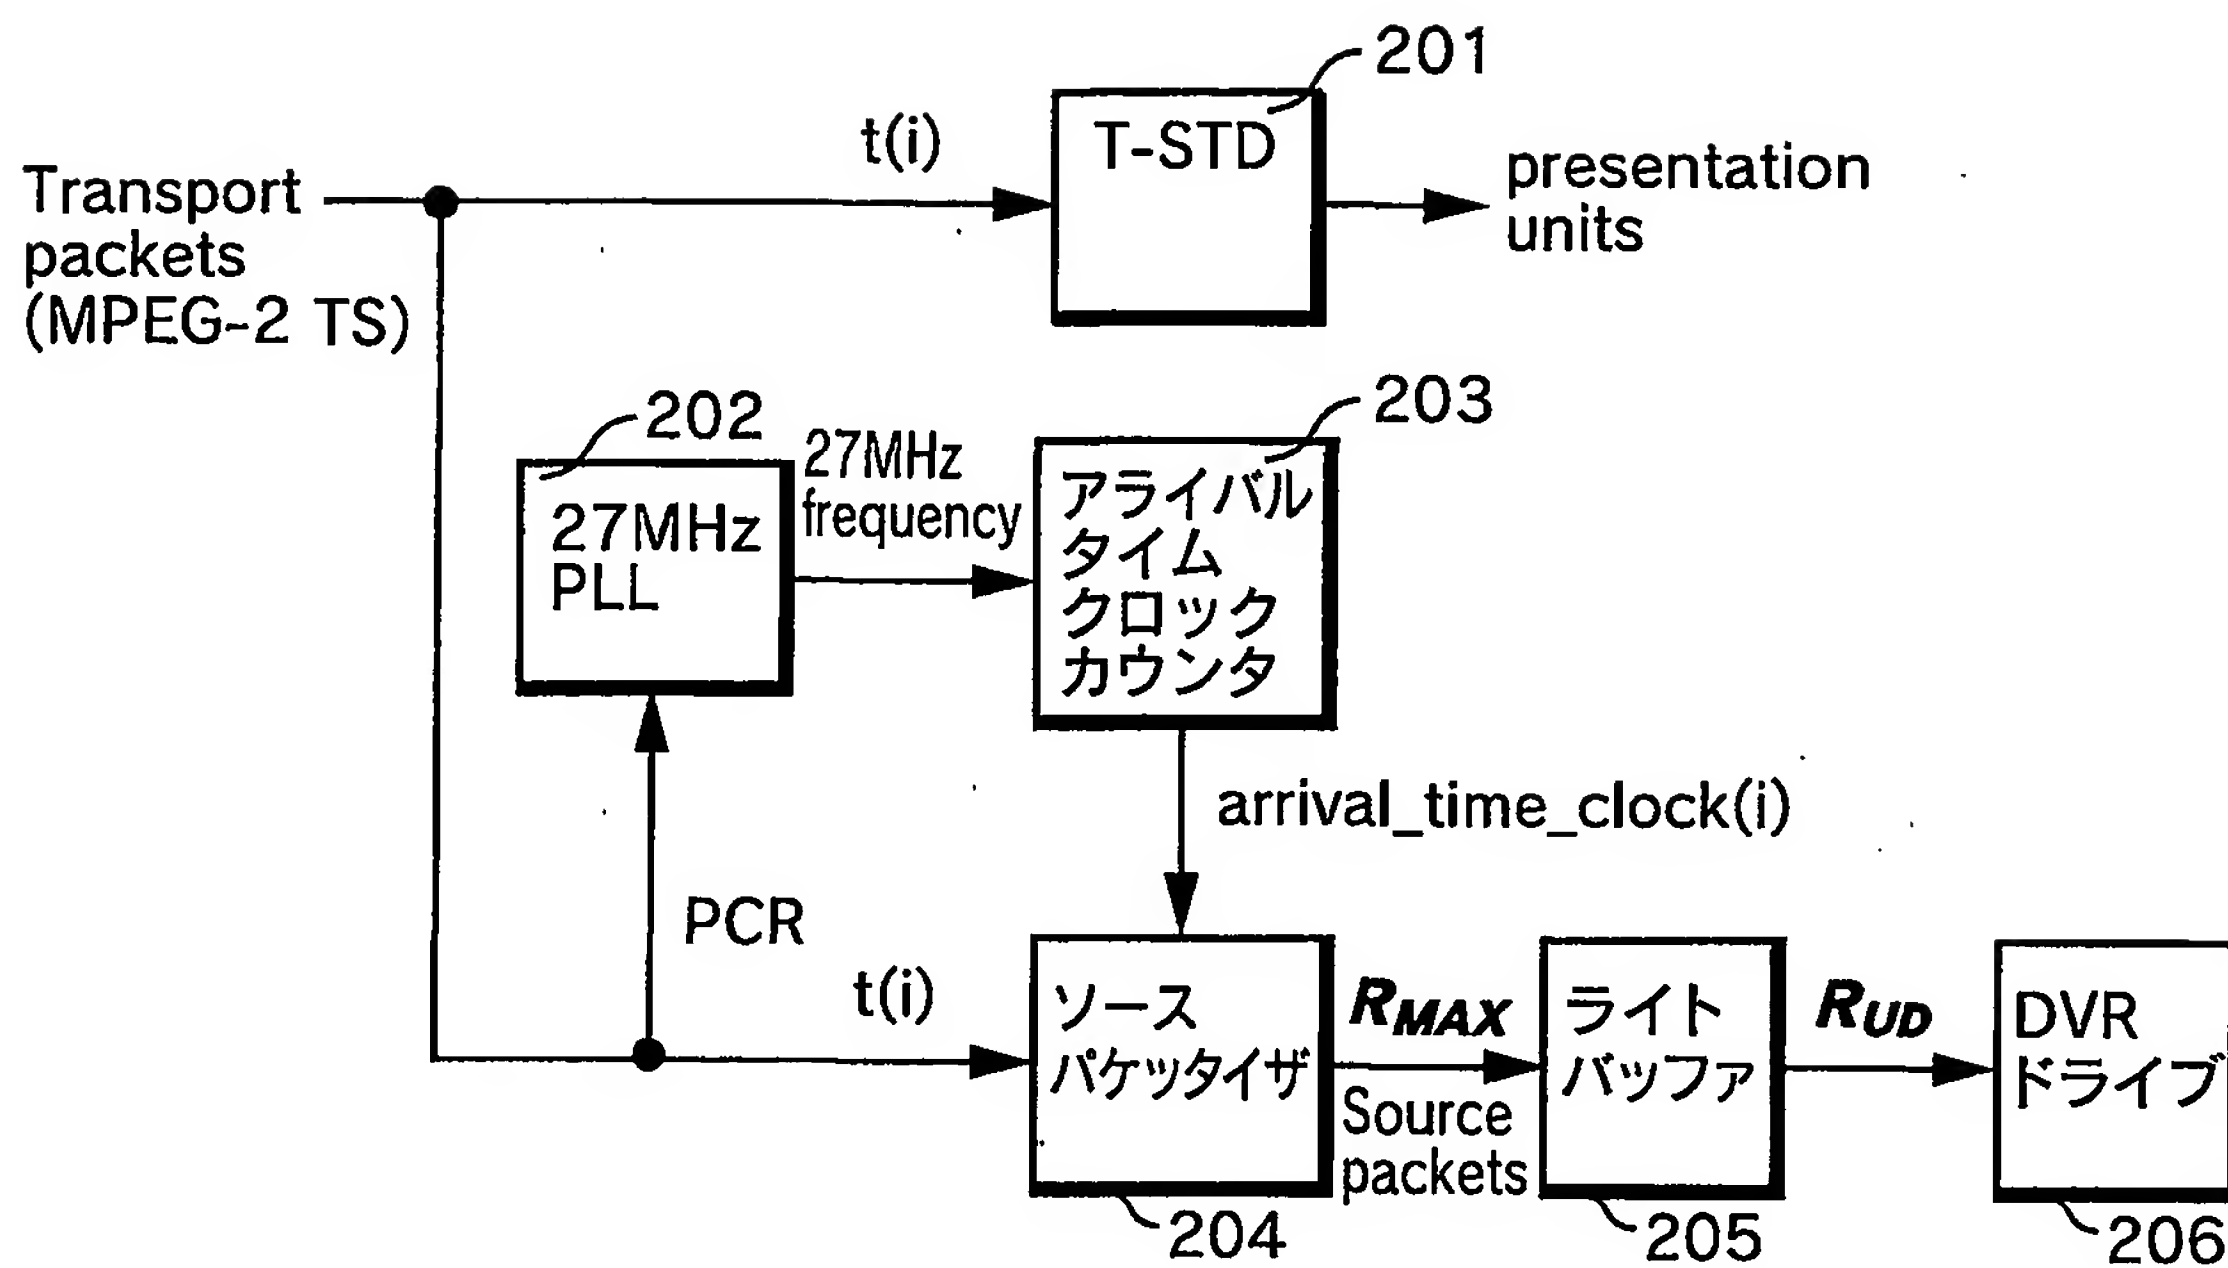 201
t(i)
T-STD
Transport
packets
(MPEG-2 TS)
presentation
units
202
27MHz
PLL
27MHz
frequency
203
アライバル
タイム
クロック
カウンタ
arrival_time_clock(i)
PCR
t(i)
ソース
パケッタイザ
204
RMAX
Source
packets
ライト
バッファ
205
RUD
DVR
ドライブ
206